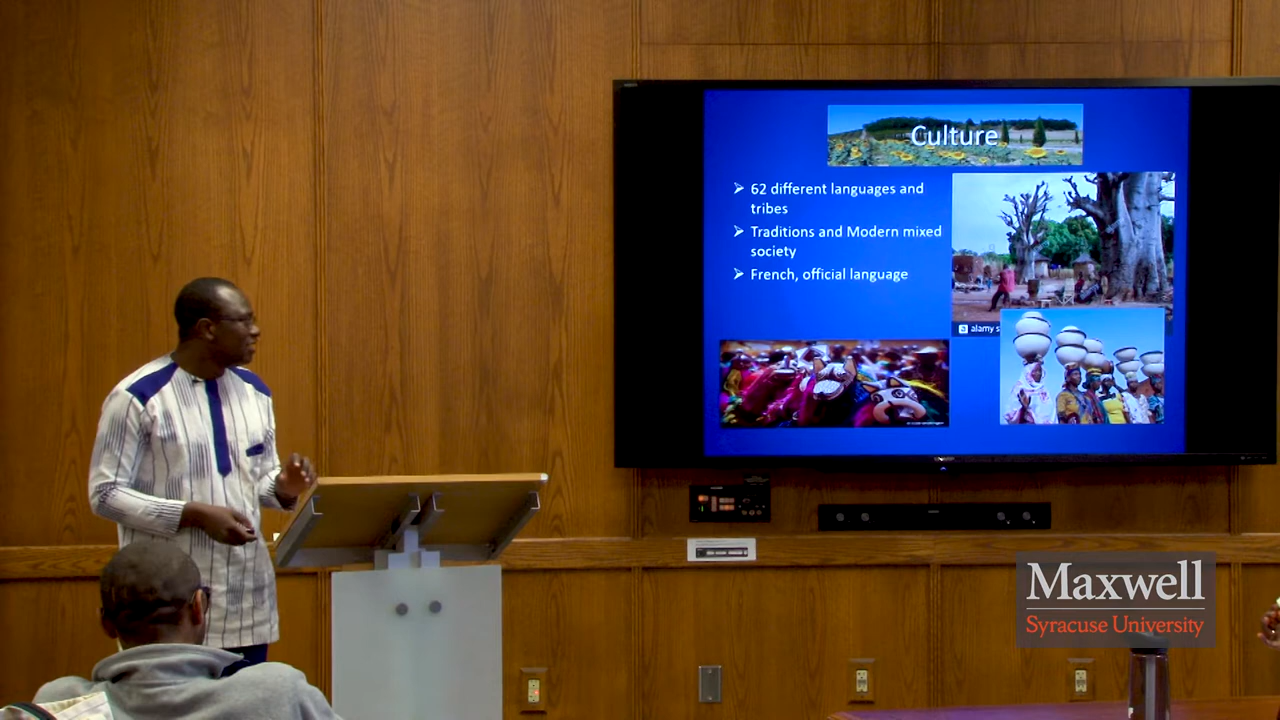 Culture
62 different languages and
tribes
Traditions and Modern mixed
society
French, official language
alamy s
Maxwell
Syracuse University